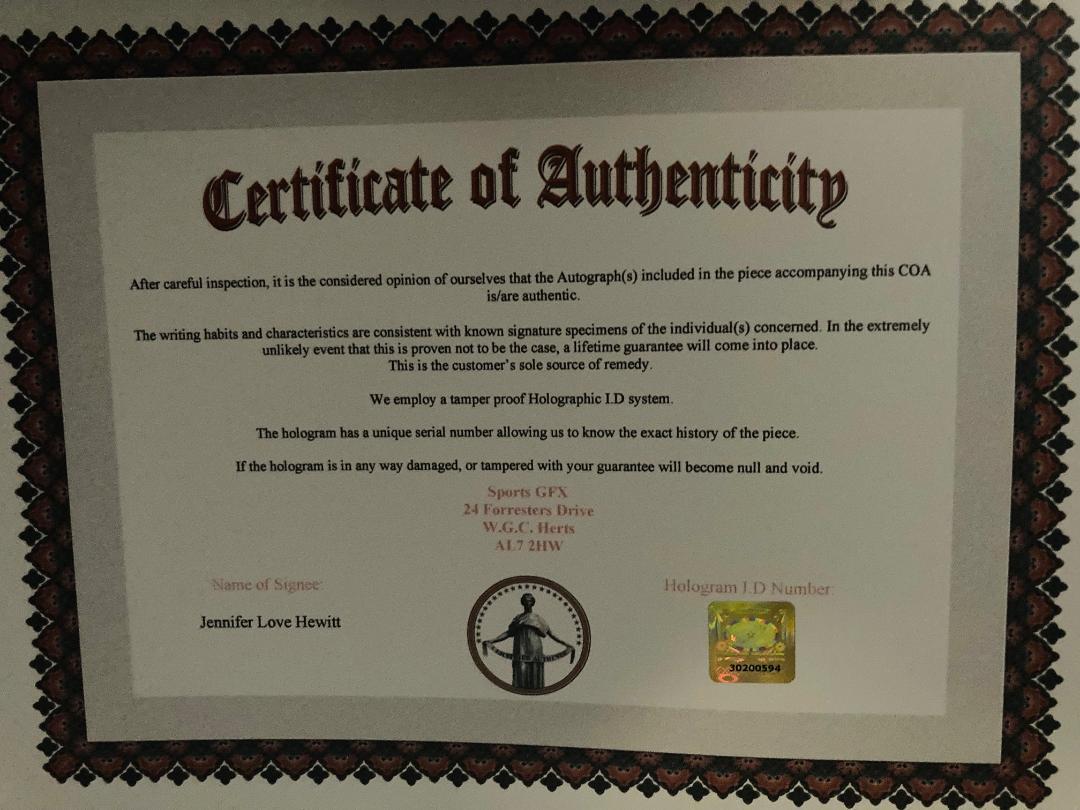 Certificate of Authenticity
After careful inspection, it is the considered opinion of ourselves that the Autograph(s) included in the piece accompanying this COA
is/are authentic.
The writing habits and characteristics are consistent with known signature specimens of the individual(s) concerned. In the extremely
unlikely event that this is proven not to be the case, a lifetime guarantee will come into place.
This is the customer's sole source of remedy.
We employ a tamper proof Holographic I.D system.
The hologram has a unique serial number allowing us to know the exact history of the piece.
If the hologram is in any way damaged, or tampered with your guarantee will become null and void.
Sports GFX
24 Forresters Drive
W.G.C. Herts
AL7 2HW
Name of Signee:
Jennifer Love Hewitt
Hologram I.D Number:
30200594